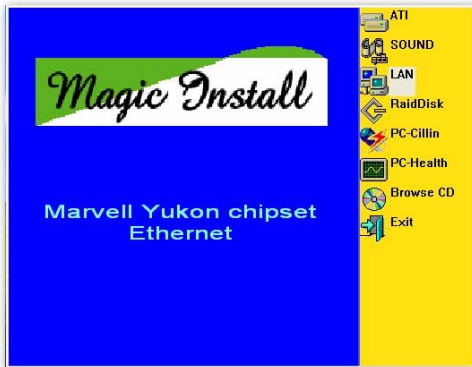 Magic Install
Marvell Yukon chipset
Ethernet
ATI
SOUND
LAN
RaidDisk
PC-Cillin
PC-Health
Browse CD
Exit